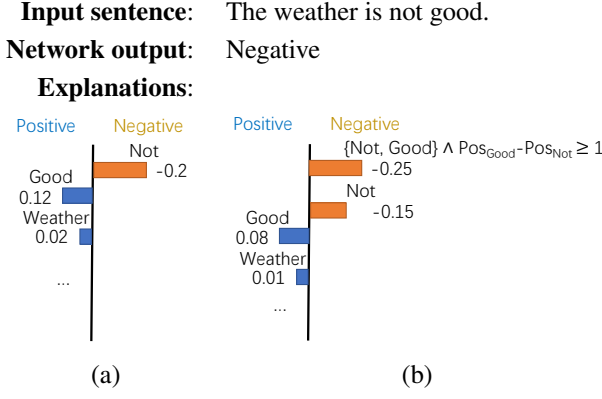 Input sentence: The weather is not good.
Network output: Negative
Explanations:
Positive Negative
Not
-0.2
Good
0.12
Weather
0.02
...
(a)
Positive Negative
{Not, Good} ∧ Pos_Good-Pos_Not ≥ 1
-0.25
Not
-0.15
Good
0.08
Weather
0.01
...
(b)